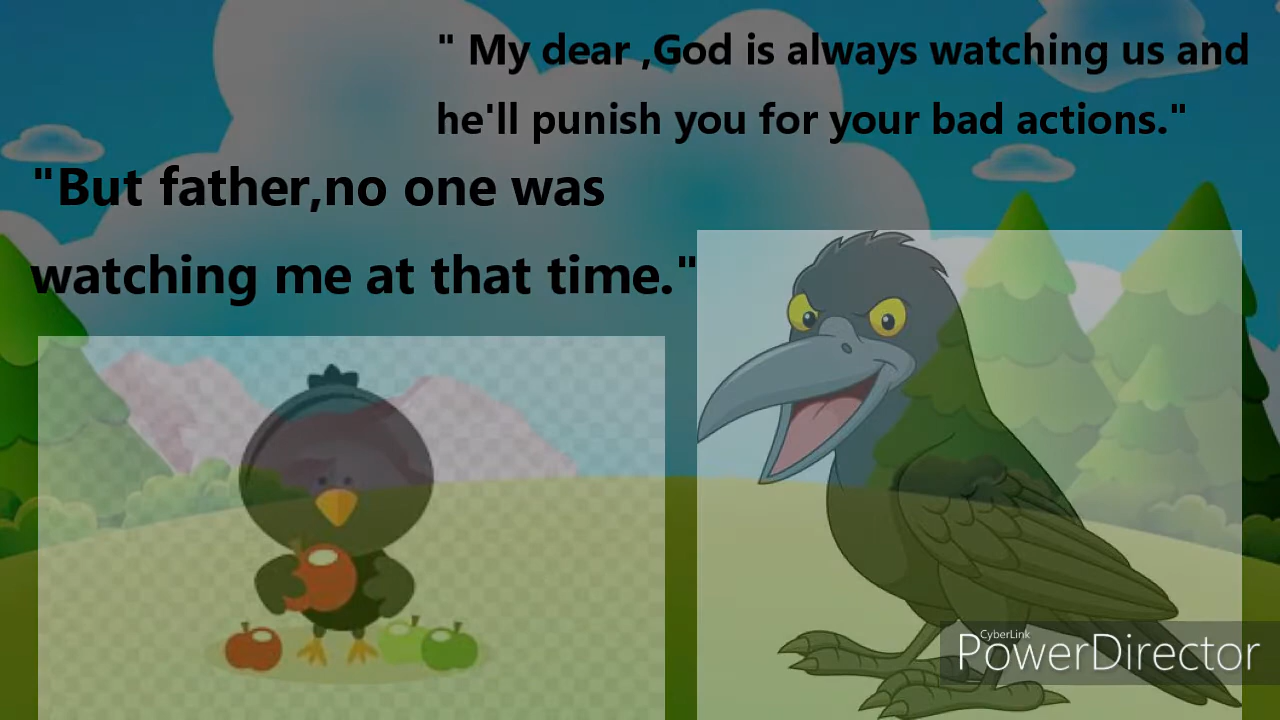 " My dear ,God is always watching us and
he'll punish you for your bad actions."
"But father,no one was
watching me at that time."
CyberLink
PowerDirector